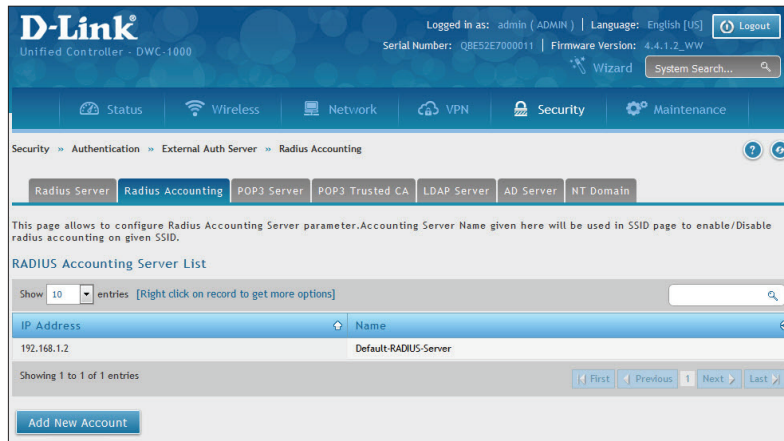 D-Link
Unified Controller - DWC-1000
Logged in as: admin ( ADMIN ) | Language: English [US]
Logout
Serial Number: QBE52E7000011 | Firmware Version: 4.4.1.2_WW
Wizard
System Search...
Status
Wireless
Network
VPN
Security
Maintenance
Security » Authentication » External Auth Server » Radius Accounting
Radius Server
Radius Accounting
POP3 Server
POP3 Trusted CA
LDAP Server
AD Server
NT Domain
This page allows to configure Radius Accounting Server parameter.Accounting Server Name given here will be used in SSID page to enable/Disable
radius accounting on given SSID.
RADIUS Accounting Server List
Show 10 entries [Right click on record to get more options]
IP Address
Name
192.168.1.2
Default-RADIUS-Server
Showing 1 to 1 of 1 entries
First
Previous
1
Next
Last
Add New Account